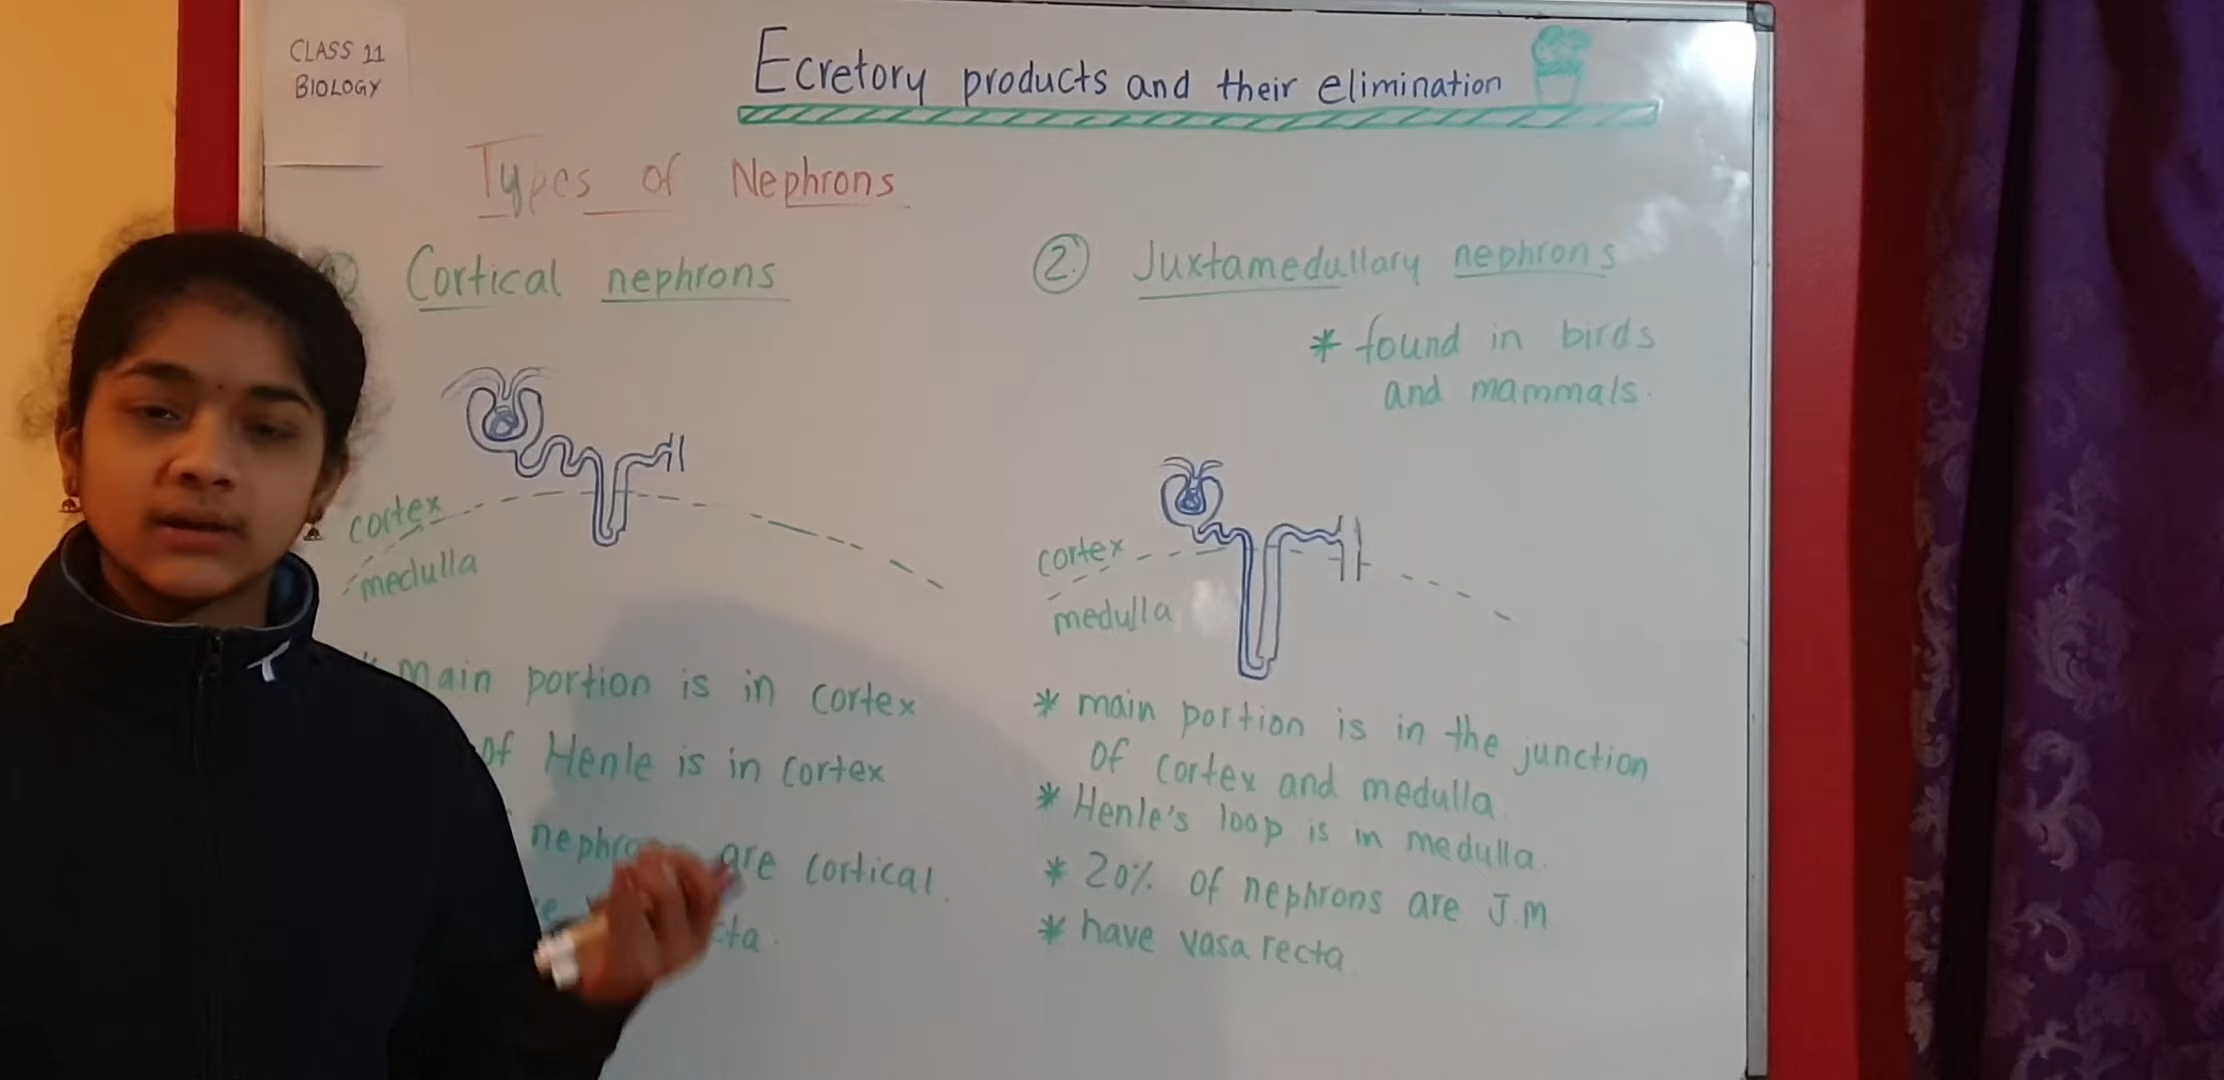 CLASS 11
BIOLOGY
Ecretory products and their elimination
Types of Nephrons
Cortical nephrons
cortex
medulla
main portion is in cortex
of Henle is in cortex
are cortical.
② Juxtamedullary nephrons
* found in birds
and mammals.
cortex
medulla
* main portion is in the junction
of cortex and medulla.
* Henle's loop is in medulla.
* 20% of nephrons are J.M
* have vasa recta